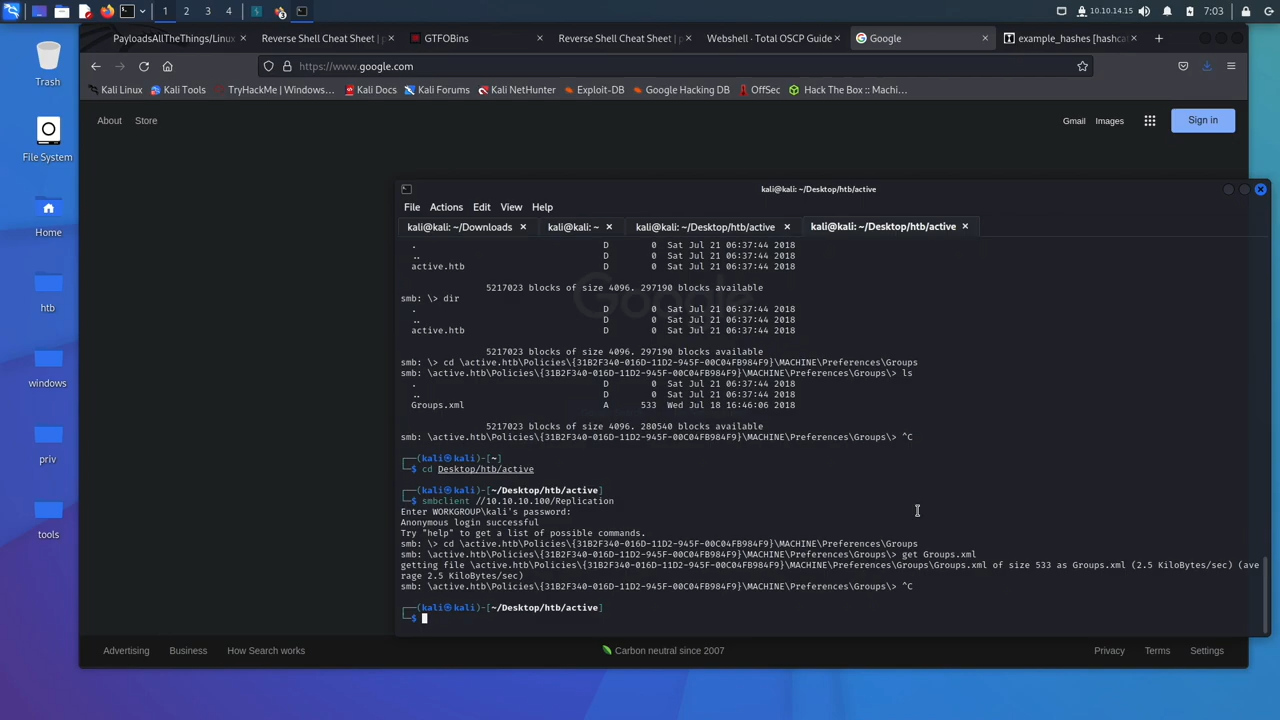 1 2 3 4
10.10.14.15
7:03
Trash
File System
Home
htb
windows
priv
tools
PayloadsAllTheThings/Linux
Reverse Shell Cheat Sheet |
GTFOBins
Reverse Shell Cheat Sheet |
Webshell · Total OSCP Guide
Google
example_hashes [hashca
https://www.google.com
Kali Linux
Kali Tools
TryHackMe | Windows…
Kali Docs
Kali Forums
Kali NetHunter
Exploit-DB
Google Hacking DB
OffSec
Hack The Box :: Machi…
About
Store
Gmail
Images
Sign in
Google
kali@kali: ~/Desktop/htb/active
File Actions Edit View Help
kali@kali: ~/Downloads
kali@kali: ~
kali@kali: ~/Desktop/htb/active
kali@kali: ~/Desktop/htb/active
. D 0 Sat Jul 21 06:37:44 2018
.. D 0 Sat Jul 21 06:37:44 2018
active.htb D 0 Sat Jul 21 06:37:44 2018
5217023 blocks of size 4096. 297190 blocks available
smb: \> dir
. D 0 Sat Jul 21 06:37:44 2018
.. D 0 Sat Jul 21 06:37:44 2018
active.htb D 0 Sat Jul 21 06:37:44 2018
5217023 blocks of size 4096. 297190 blocks available
smb: \> cd \active.htb\Policies\{31B2F340-016D-11D2-945F-00C04FB984F9}\MACHINE\Preferences\Groups
smb: \active.htb\Policies\{31B2F340-016D-11D2-945F-00C04FB984F9}\MACHINE\Preferences\Groups\> ls
. D 0 Sat Jul 21 06:37:44 2018
.. D 0 Sat Jul 21 06:37:44 2018
Groups.xml A 533 Wed Jul 18 16:46:06 2018
5217023 blocks of size 4096. 280540 blocks available
smb: \active.htb\Policies\{31B2F340-016D-11D2-945F-00C04FB984F9}\MACHINE\Preferences\Groups\> ^C
┌──(kali㉿kali)-[~]
└─$ cd Desktop/htb/active
┌──(kali㉿kali)-[~/Desktop/htb/active]
└─$ smbclient //10.10.10.100/Replication
Enter WORKGROUP\kali's password:
Anonymous login successful
Try "help" to get a list of possible commands.
smb: \> cd \active.htb\Policies\{31B2F340-016D-11D2-945F-00C04FB984F9}\MACHINE\Preferences\Groups
smb: \active.htb\Policies\{31B2F340-016D-11D2-945F-00C04FB984F9}\MACHINE\Preferences\Groups\> get Groups.xml
getting file \active.htb\Policies\{31B2F340-016D-11D2-945F-00C04FB984F9}\MACHINE\Preferences\Groups\Groups.xml of size 533 as Groups.xml (2.5 KiloBytes/sec) (ave
rage 2.5 KiloBytes/sec)
smb: \active.htb\Policies\{31B2F340-016D-11D2-945F-00C04FB984F9}\MACHINE\Preferences\Groups\> ^C
┌──(kali㉿kali)-[~/Desktop/htb/active]
└─$
Advertising
Business
How Search works
Carbon neutral since 2007
Privacy
Terms
Settings